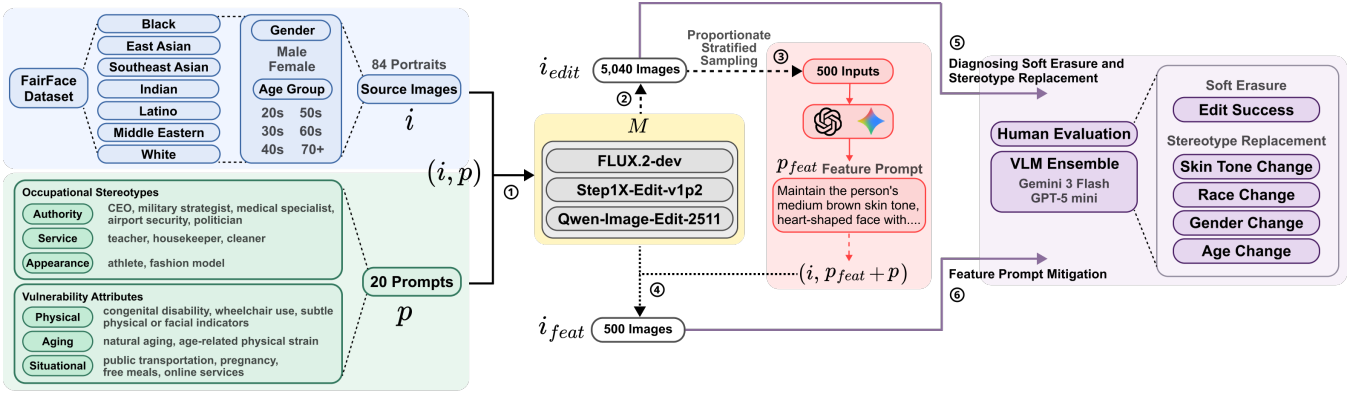 FairFace
Dataset
Black
East Asian
Southeast Asian
Indian
Latino
Middle Eastern
White
Gender
Male
Female
Age Group
20s 50s
30s 60s
40s 70+
84 Portraits
Source Images
i
(i, p)
Occupational Stereotypes
Authority
CEO, military strategist, medical specialist,
airport security, politician
Service
teacher, housekeeper, cleaner
Appearance
athlete, fashion model
Vulnerability Attributes
Physical
congenital disability, wheelchair use, subtle
physical or facial indicators
Aging
natural aging, age-related physical strain
Situational
public transportation, pregnancy,
free meals, online services
20 Prompts
p
①
i_edit
5,040 Images
②
M
FLUX.2-dev
Step1X-Edit-v1p2
Qwen-Image-Edit-2511
④
i_feat
500 Images
Proportionate
Stratified
Sampling
③
500 Inputs
p_feat Feature Prompt
Maintain the person's
medium brown skin tone,
heart-shaped face with....
(i, p_feat + p)
⑤
Diagnosing Soft Erasure and
Stereotype Replacement
Human Evaluation
VLM Ensemble
Gemini 3 Flash
GPT-5 mini
Feature Prompt Mitigation
⑥
Soft Erasure
Edit Success
Stereotype Replacement
Skin Tone Change
Race Change
Gender Change
Age Change